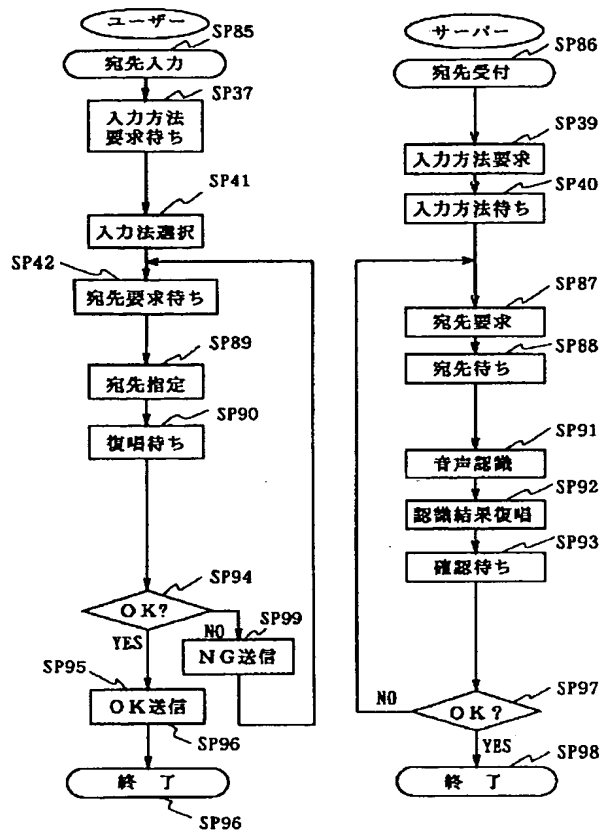 ユーザー
SP85
宛先入力
SP37
入力方法
要求待ち
SP41
入力法選択
SP42
宛先要求待ち
SP89
宛先指定
SP90
復唱待ち
SP94
OK?
YES
NO
SP99
NG送信
SP95
OK送信
SP96
終 了
SP96
サーバー
SP86
宛先受付
SP39
入力方法要求
SP40
入力方法待ち
SP87
宛先要求
SP88
宛先待ち
SP91
音声認識
SP92
認識結果復唱
SP93
確認待ち
SP97
NO
OK?
YES
SP98
終 了